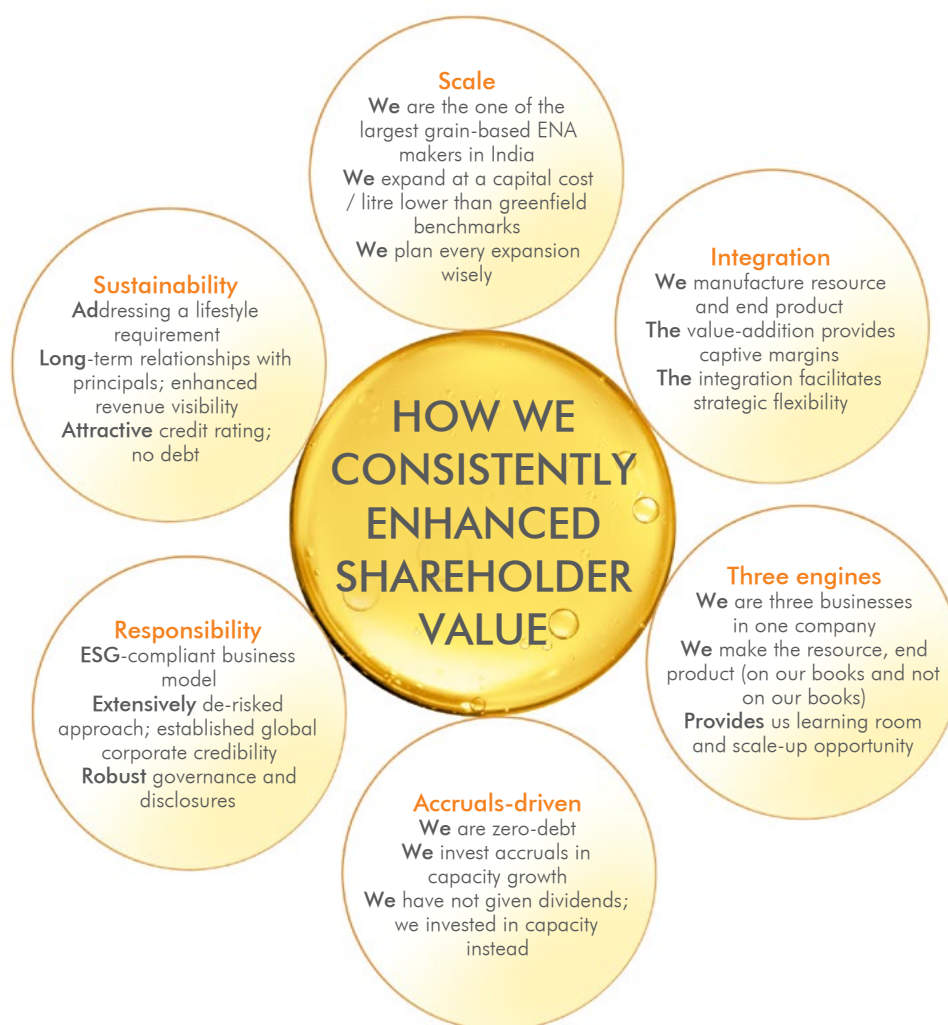 Scale
We are the one of the
largest grain-based ENA
makers in India
We expand at a capital cost
/ litre lower than greenfield
benchmarks
We plan every expansion
wisely
Integration
We manufacture resource
and end product
The value-addition provides
captive margins
The integration facilitates
strategic flexibility
Three engines
We are three businesses
in one company
We make the resource, end
product (on our books and not
on our books)
Provides us learning room
and scale-up opportunity
Accruals-driven
We are zero-debt
We invest accruals in
capacity growth
We have not given dividends;
we invested in capacity
instead
Responsibility
ESG-compliant business
model
Extensively de-risked
approach; established global
corporate credibility
Robust governance and
disclosures
Sustainability
Addressing a lifestyle
requirement
Long-term relationships with
principals; enhanced
revenue visibility
Attractive credit rating;
no debt
HOW WE
CONSISTENTLY
ENHANCED
SHAREHOLDER
VALUE